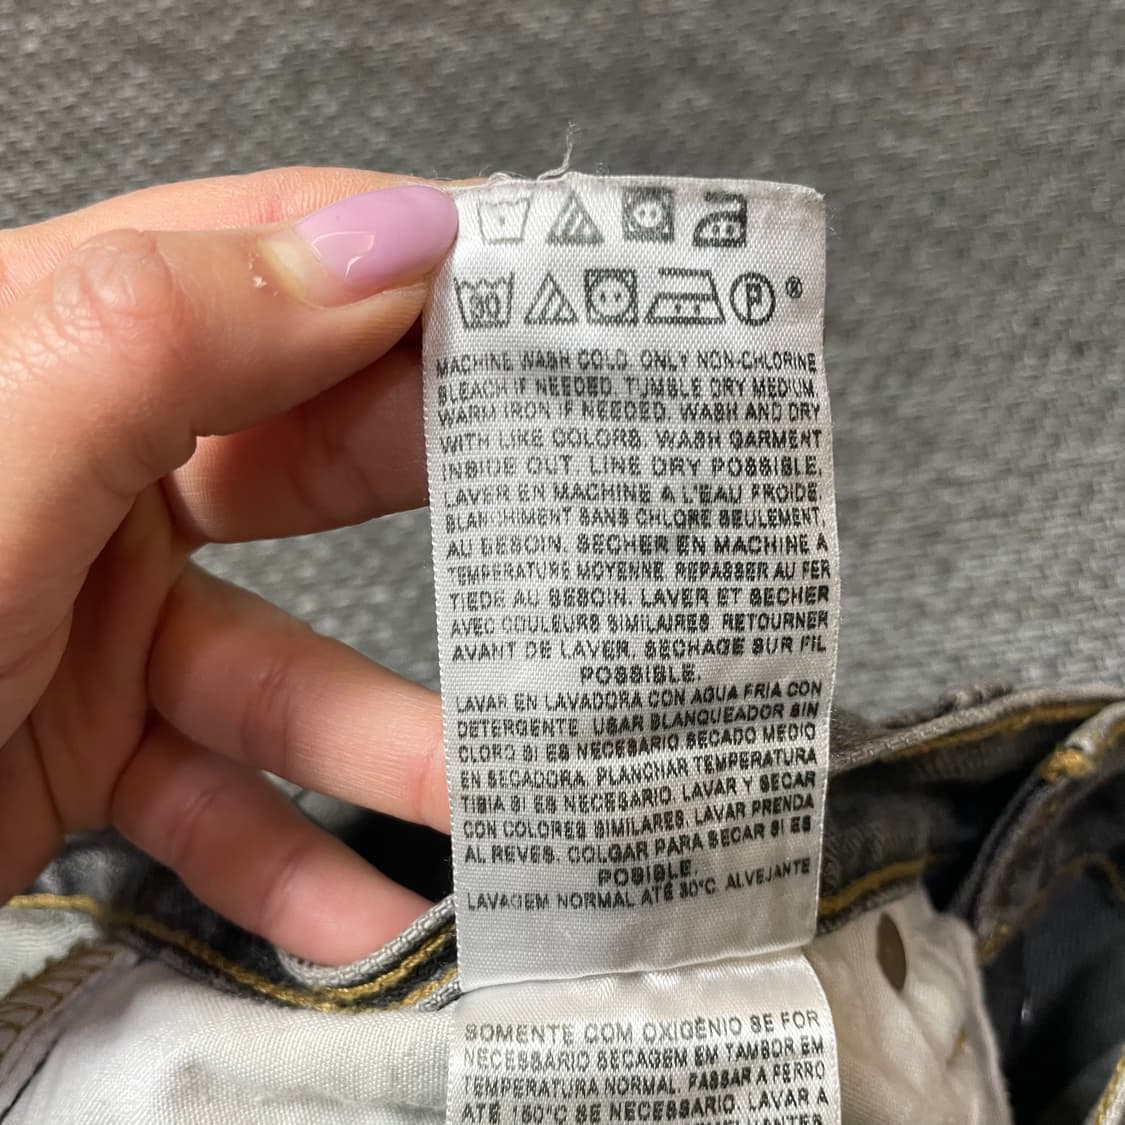 30
P ®
MACHINE WASH COLD. ONLY NON-CHLORINE
BLEACH IF NEEDED. TUMBLE DRY MEDIUM.
WARM IRON IF NEEDED. WASH AND DRY
WITH LIKE COLORS. WASH GARMENT
INSIDE OUT. LINE DRY POSSIBLE.
LAVER EN MACHINE A L'EAU FROIDE.
BLANCHIMENT SANS CHLORE SEULEMENT,
AU BESOIN. SECHER EN MACHINE A
TEMPERATURE MOYENNE. REPASSER AU FER
TIEDE AU BESOIN. LAVER ET SECHER
AVEC COULEURS SIMILAIRES. RETOURNER
AVANT DE LAVER. SECHAGE SUR FIL
POSSIBLE.
LAVAR EN LAVADORA CON AGUA FRIA CON
DETERGENTE. USAR BLANQUEADOR SIN
CLORO SI ES NECESARIO. SECADO MEDIO
EN SECADORA. PLANCHAR TEMPERATURA
TIBIA SI ES NECESARIO. LAVAR Y SECAR
CON COLORES SIMILARES. LAVAR PRENDA
AL REVES. COLGAR PARA SECAR SI ES
POSIBLE.
LAVAGEM NORMAL ATÉ 30°C. ALVEJANTE
SOMENTE COM OXIGÊNIO SE FOR
NECESSÁRIO SECAGEM EM TAMBOR EM
TEMPERATURA NORMAL. PASSAR A FERRO
ATÉ 150°C SE NECESSÁRIO. LAVAR A